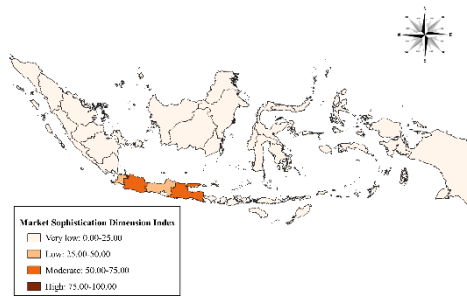 Market Sophistication Dimension Index
Very low: 0.00-25.00
Low: 25.00-50.00
Moderate: 50.00-75.00
High: 75.00-100.00